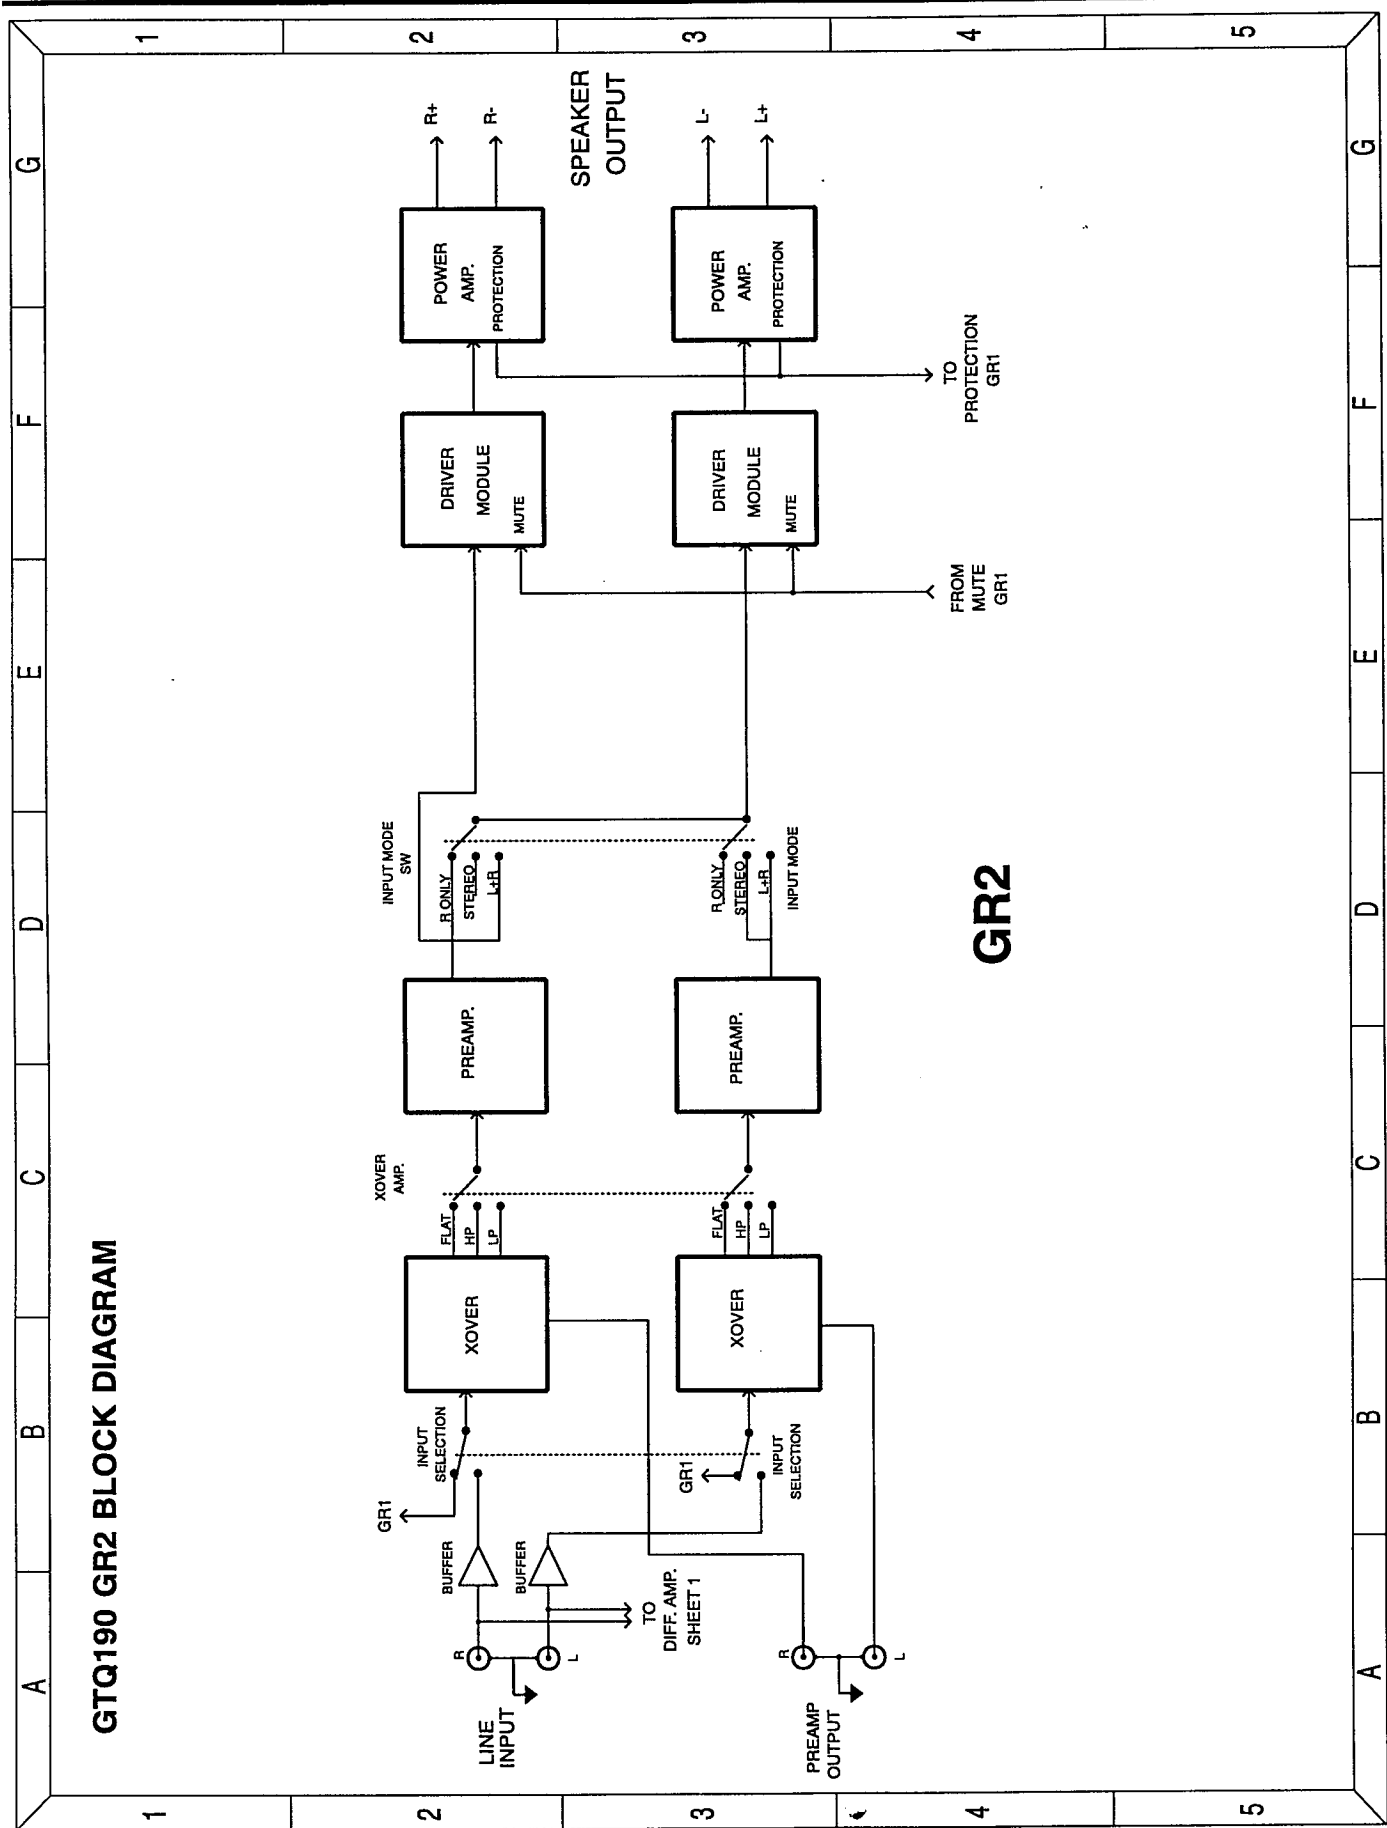 GTQ190 GR2 BLOCK DIAGRAM
A
B
C
D
E
F
G
1
2
3
4
5
LINE
INPUT
R
L
BUFFER
BUFFER
TO
DIFF. AMP.
SHEET 1
GR1
INPUT
SELECTION
GR1
INPUT
SELECTION
PREAMP
OUTPUT
R
L
XOVER
XOVER
FLAT
HP
LP
FLAT
HP
LP
XOVER
AMP.
PREAMP.
PREAMP.
INPUT MODE
SW
R ONLY
STEREO
L+R
R ONLY
STEREO
L+R
INPUT MODE
DRIVER
MODULE
MUTE
DRIVER
MODULE
MUTE
FROM
MUTE
GR1
POWER
AMP.
PROTECTION
POWER
AMP.
PROTECTION
TO
PROTECTION
GR1
R+
R-
L-
L+
SPEAKER
OUTPUT
GR2
1
2
3
4
5
A
B
C
D
E
F
G